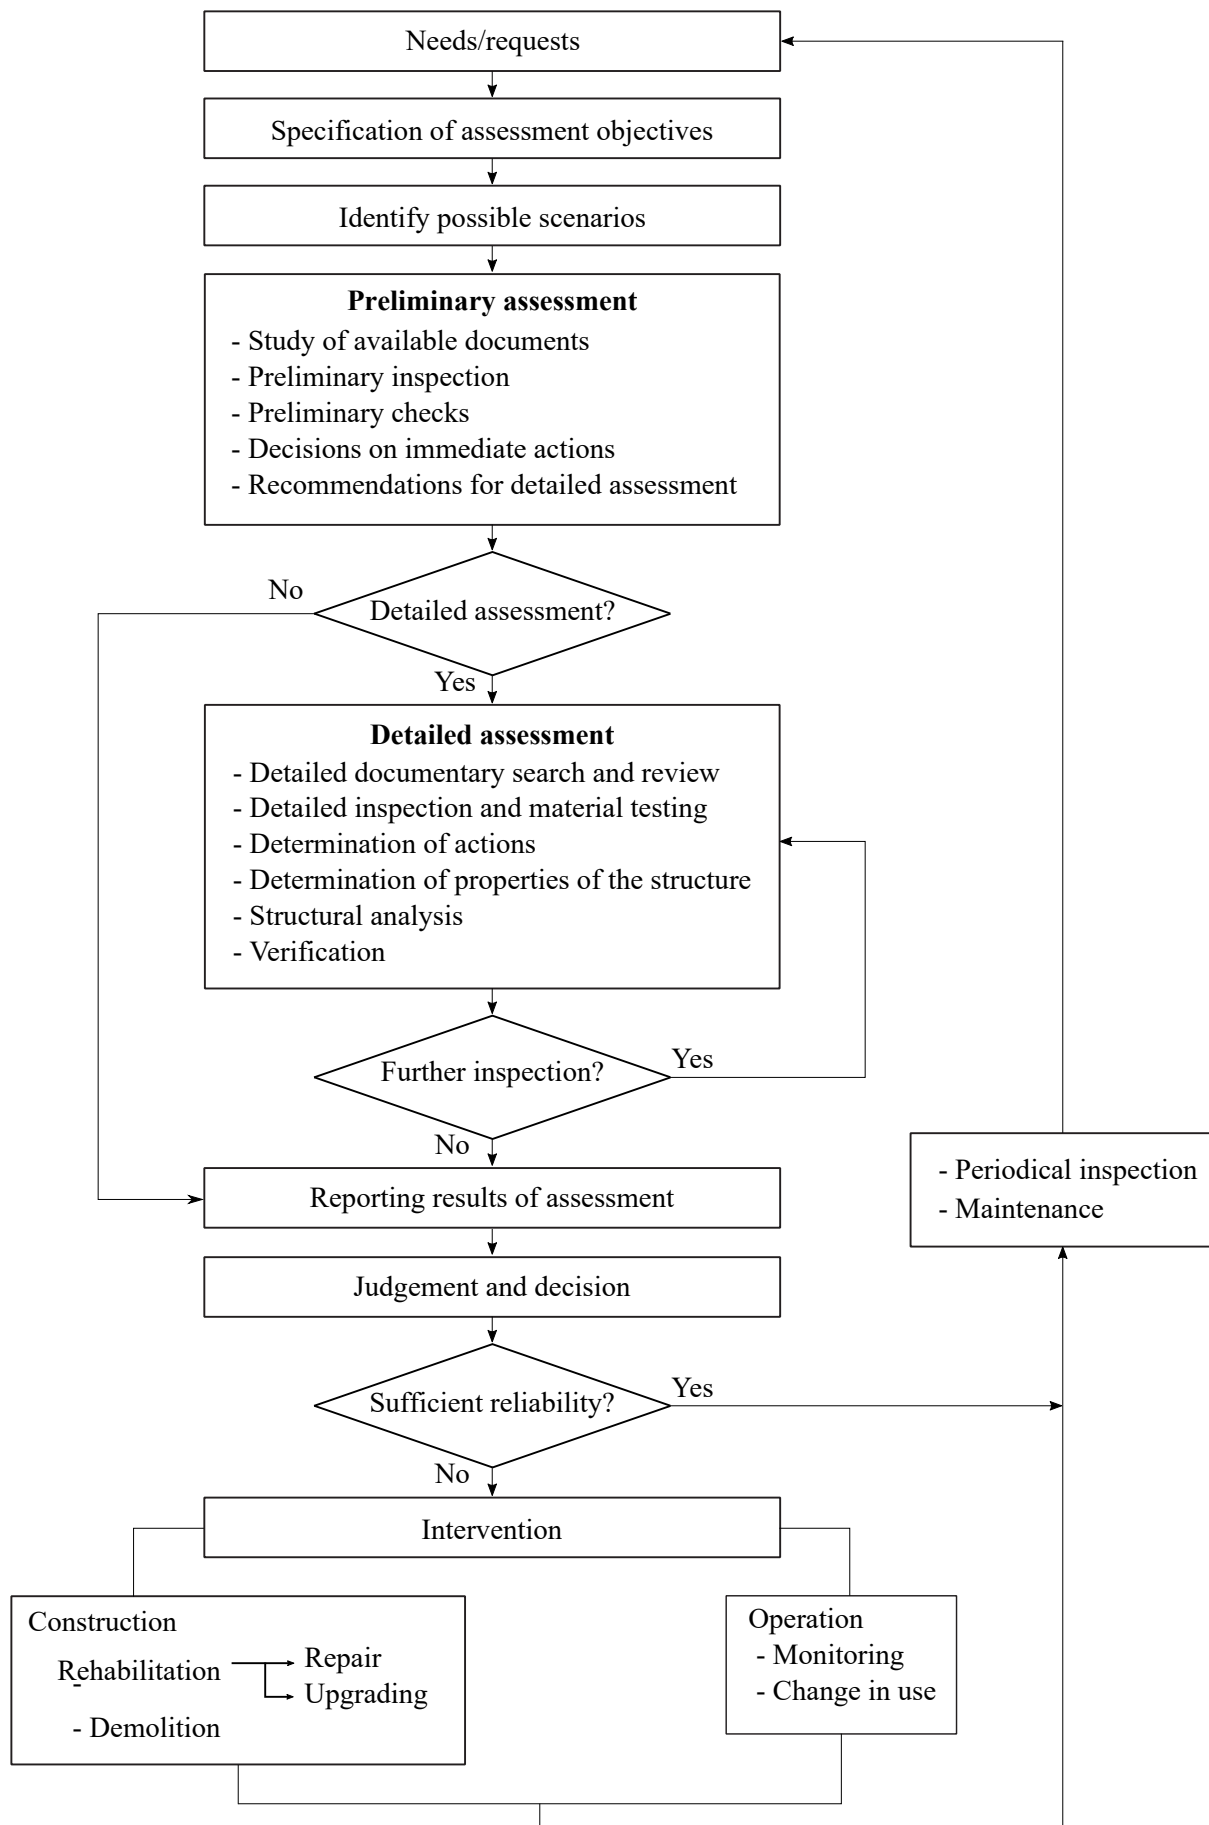 Needs/requests
Specification of assessment objectives
Identify possible scenarios
Preliminary assessment
- Study of available documents
- Preliminary inspection
- Preliminary checks
- Decisions on immediate actions
- Recommendations for detailed assessment
No
Detailed assessment?
Yes
Detailed assessment
- Detailed documentary search and review
- Detailed inspection and material testing
- Determination of actions
- Determination of properties of the structure
- Structural analysis
- Verification
Further inspection?
Yes
No
Reporting results of assessment
- Periodical inspection
- Maintenance
Judgement and decision
Sufficient reliability?
Yes
No
Intervention
Construction
- Rehabilitation
Repair
Upgrading
- Demolition
Operation
- Monitoring
- Change in use